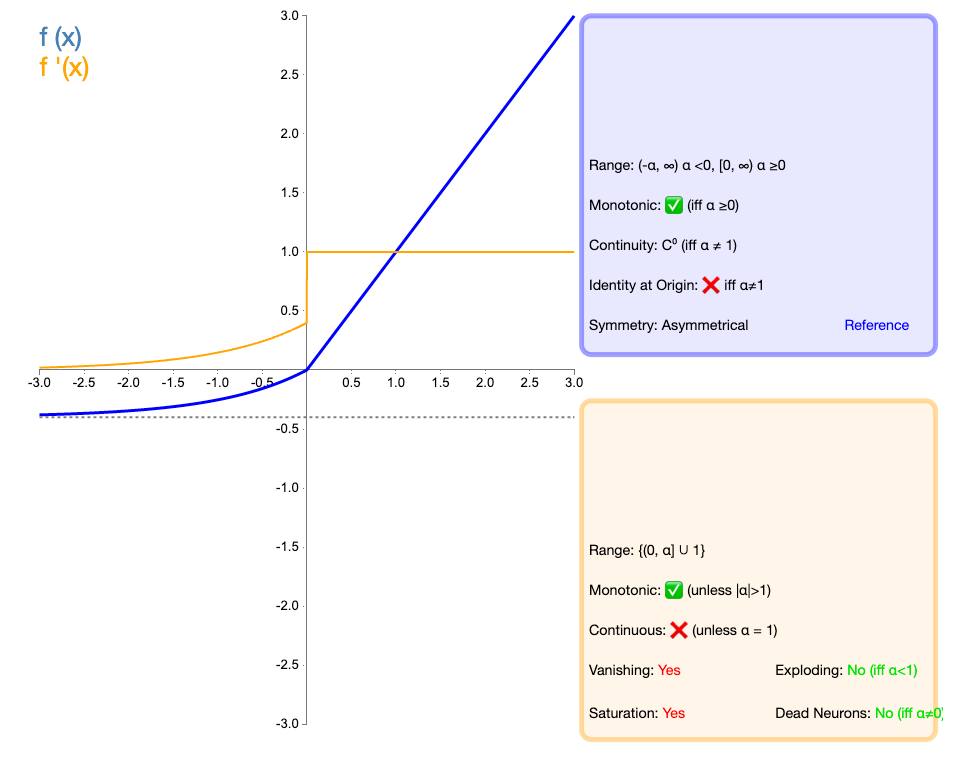 f (x)
f '(x)
3.0
2.5
2.0
1.5
1.0
0.5
-3.0 -2.5 -2.0 -1.5 -1.0 -0.5 0.5 1.0 1.5 2.0 2.5 3.0
-0.5
-1.0
-1.5
-2.0
-2.5
-3.0
Range: (-α, ∞) α <0, [0, ∞) α ≥0
Monotonic: ✅ (iff α ≥0)
Continuity: C⁰ (iff α ≠ 1)
Identity at Origin: ❌ iff α≠1
Symmetry: Asymmetrical Reference
Range: {(0, α] ∪ 1}
Monotonic: ✅ (unless |α|>1)
Continuous: ❌ (unless α = 1)
Vanishing: Yes Exploding: No (iff α<1)
Saturation: Yes Dead Neurons: No (iff α≠0)